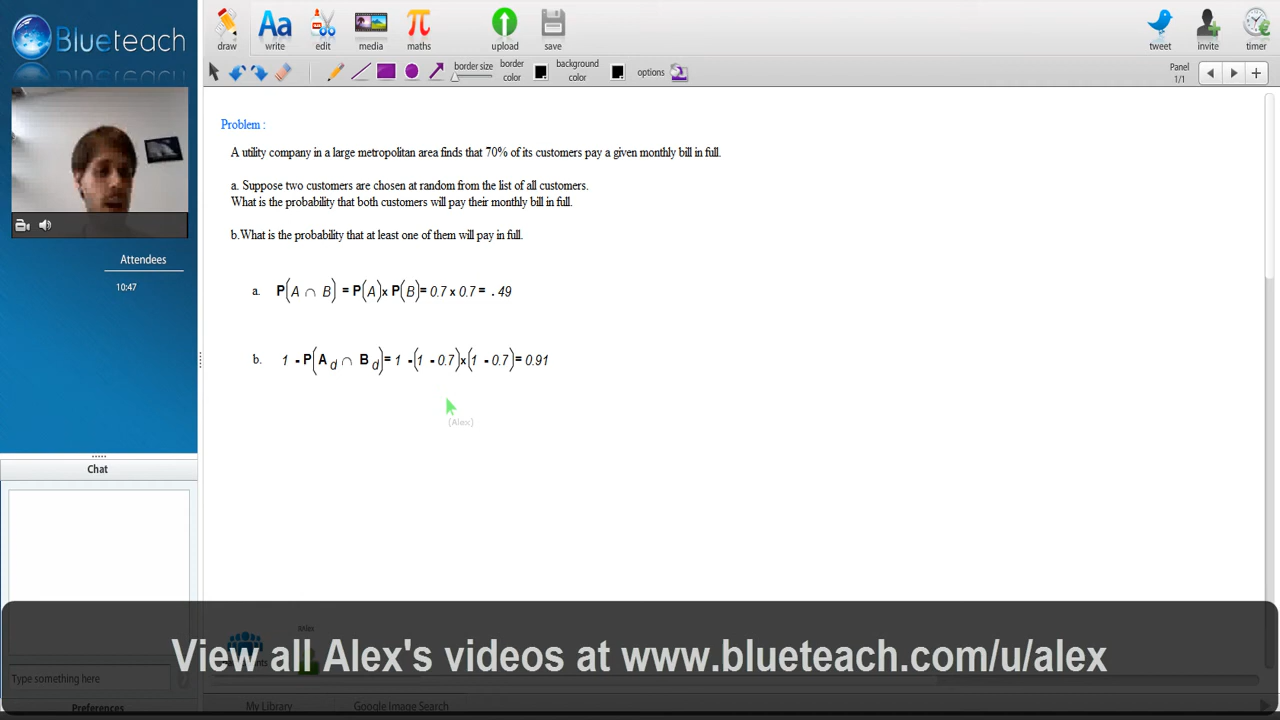 Blueteach
draw
write
edit
media
maths
upload
save
tweet
invite
timer
border size
border color
background color
options
Panel
1/1
Attendees
10:47
Problem :
A utility company in a large metropolitan area finds that 70% of its customers pay a given monthly bill in full.
a. Suppose two customers are chosen at random from the list of all customers.
What is the probability that both customers will pay their monthly bill in full.
b.What is the probability that at least one of them will pay in full.
a. P(A ∩ B) = P(A)x P(B)= 0.7 x 0.7 = . 49
b. 1 - P(A d ∩ B d)= 1 -(1 - 0.7)x(1 - 0.7)= 0.91
(Alex)
Chat
View all Alex's videos at www.blueteach.com/u/alex
Type something here
Preferences
My Library
Google Image Search